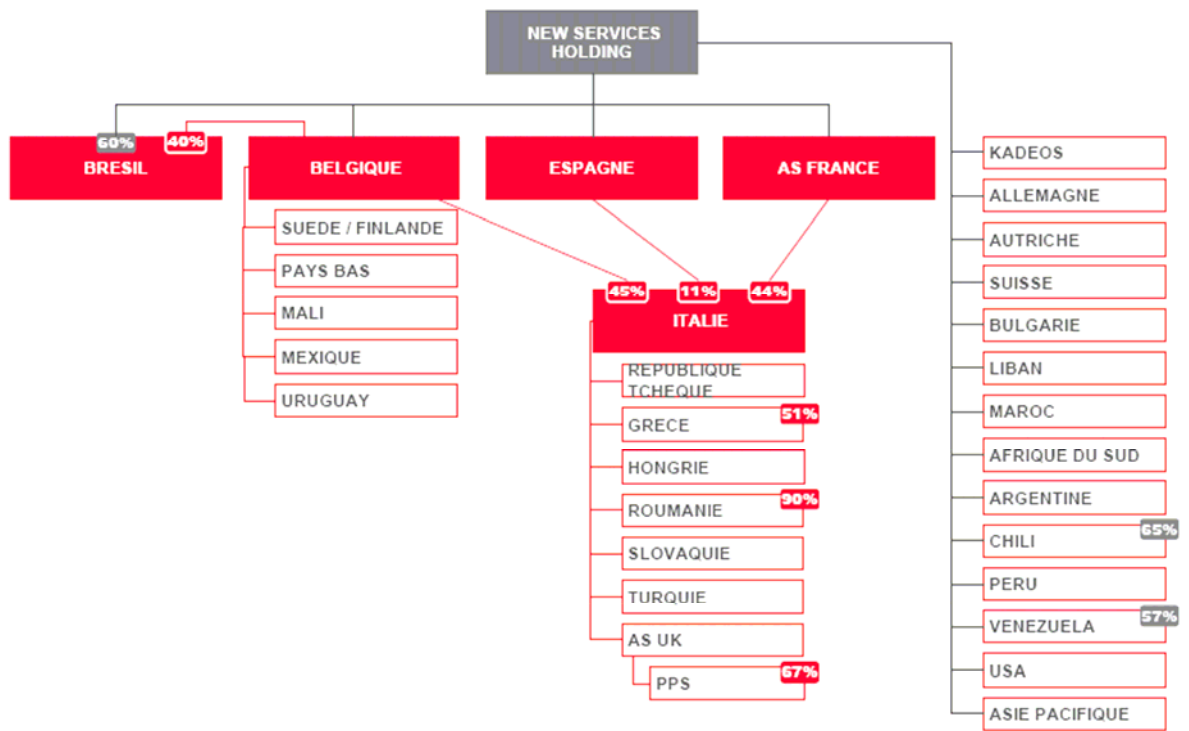 NEW SERVICES
HOLDING
60%
40%
BRESIL
BELGIQUE
ESPAGNE
AS FRANCE
SUEDE / FINLANDE
PAYS BAS
MALI
MEXIQUE
URUGUAY
45%
11%
44%
ITALIE
REPUBLIQUE
TCHEQUE
GRECE
51%
HONGRIE
ROUMANIE
90%
SLOVAQUIE
TURQUIE
AS UK
PPS
67%
KADEOS
ALLEMAGNE
AUTRICHE
SUISSE
BULGARIE
LIBAN
MAROC
AFRIQUE DU SUD
ARGENTINE
CHILI
65%
PERU
VENEZUELA
57%
USA
ASIE PACIFIQUE